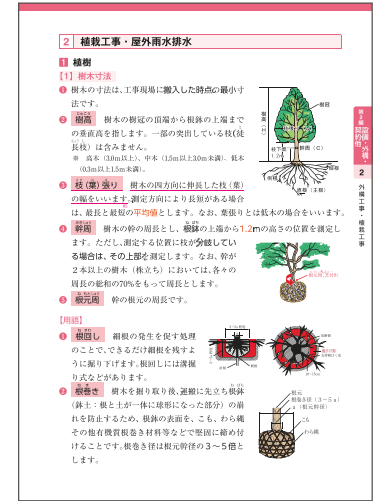 2 植栽工事・屋外雨水排水
1 植樹
【1】樹木寸法
❶ 樹木の寸法は、工事現場に搬入した時点の最小寸
法です。
❷ 樹高 樹木の樹冠の頂端から根鉢の上端まで
の垂直高を指します。一部の突出している枝(徒
長枝)は含みません。
※ 高木(3.0m以上)、中木(1.5m以上3.0m未満)、低木
(0.3m以上1.5m未満)。
❸ 枝(葉)張り 樹木の四方向に伸長した枝(葉)
の幅をいいます。測定方向により長短がある場合
は、最長と最短の平均値とします。なお、葉張りとは低木の場合をいいます。
❹ 幹周 樹木の幹の周長とし、根鉢の上端から1.2mの高さの位置を測定し
ます。ただし、測定する位置に枝が分岐してい
る場合は、その上部を測定します。なお、幹が
2本以上の樹木(株立ち)においては、各々の
周長の総和の70%をもって周長とします。
❺ 根元周 幹の根元の周長です。
【用語】
❶ 根回し 細根の発生を促す処理
のことで、できるだけ細根を残すよ
うに掘り下げます。根回しには溝掘
り式などがあります。
❷ 根巻き 樹木を掘り取り後、運搬に先立ち根鉢
(鉢土：根と土が一体に球形になった部分)の崩
れを防止するため、根鉢の表面を、こも、わら縄
その他有機質根巻き材料等などで堅固に締め付
けることです。根巻き径は根元幹径の3～5倍と
します。
樹冠
樹高(H)
枝下
1.2m
幹周(C)
根鉢
直根(主根)
根元
根巻き径(3～5a)
a(根元幹径)
こも
わら縄
第2編
設備・外構・
契約他
2
外構工事・植栽工事